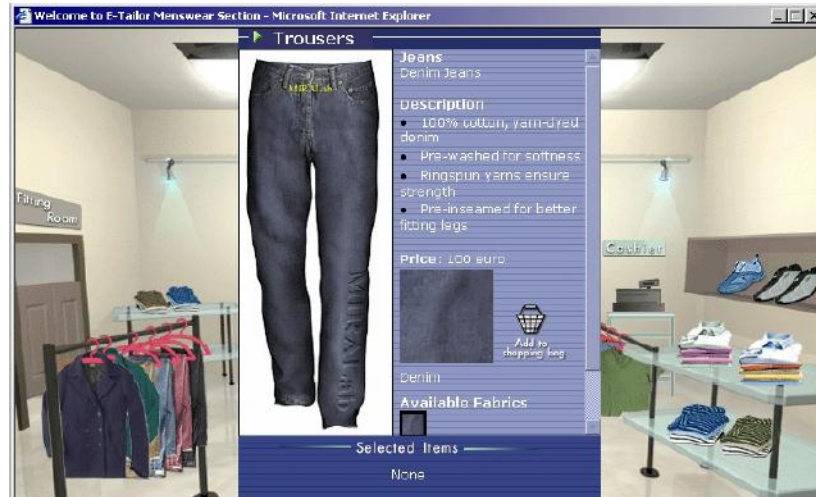 Welcome to E-Tailor Menswear Section - Microsoft Internet Explorer
Trousers
Jeans
Denim Jeans
Description
• 100% cotton, yarn-dyed
denim
• Pre-washed for softness
• Ringspun yarns ensure
strength
• Pre-inseamed for better
fitting legs
Price: 100 euro
Add to
shopping bag
Denim
Available Fabrics
Selected Items
None
Fitting
Room
Cashier
MIRALab